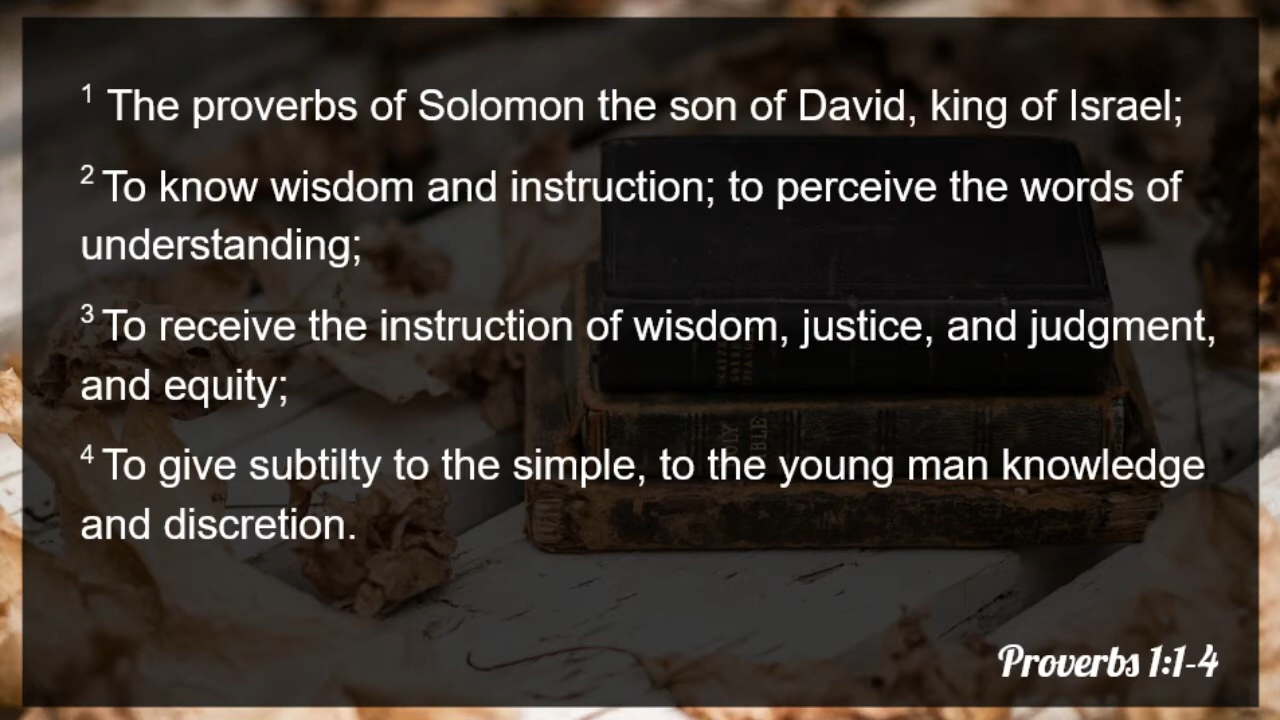 1 The proverbs of Solomon the son of David, king of Israel;
2 To know wisdom and instruction; to perceive the words of
understanding;
3 To receive the instruction of wisdom, justice, and judgment,
and equity;
4 To give subtilty to the simple, to the young man knowledge
and discretion.
Proverbs 1:1-4